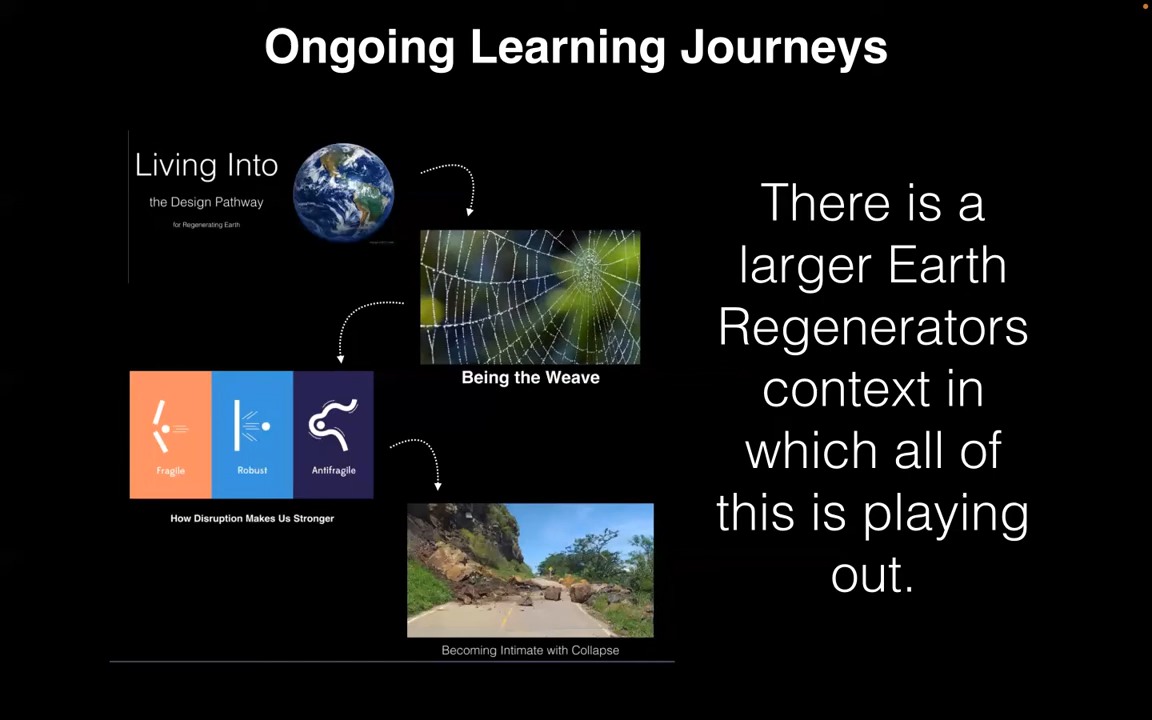 Ongoing Learning Journeys
Living Into
the Design Pathway
for Regenerating Earth
Being the Weave
Fragile
Robust
Antifragile
How Disruption Makes Us Stronger
Becoming Intimate with Collapse
There is a
larger Earth
Regenerators
context in
which all of
this is playing
out.